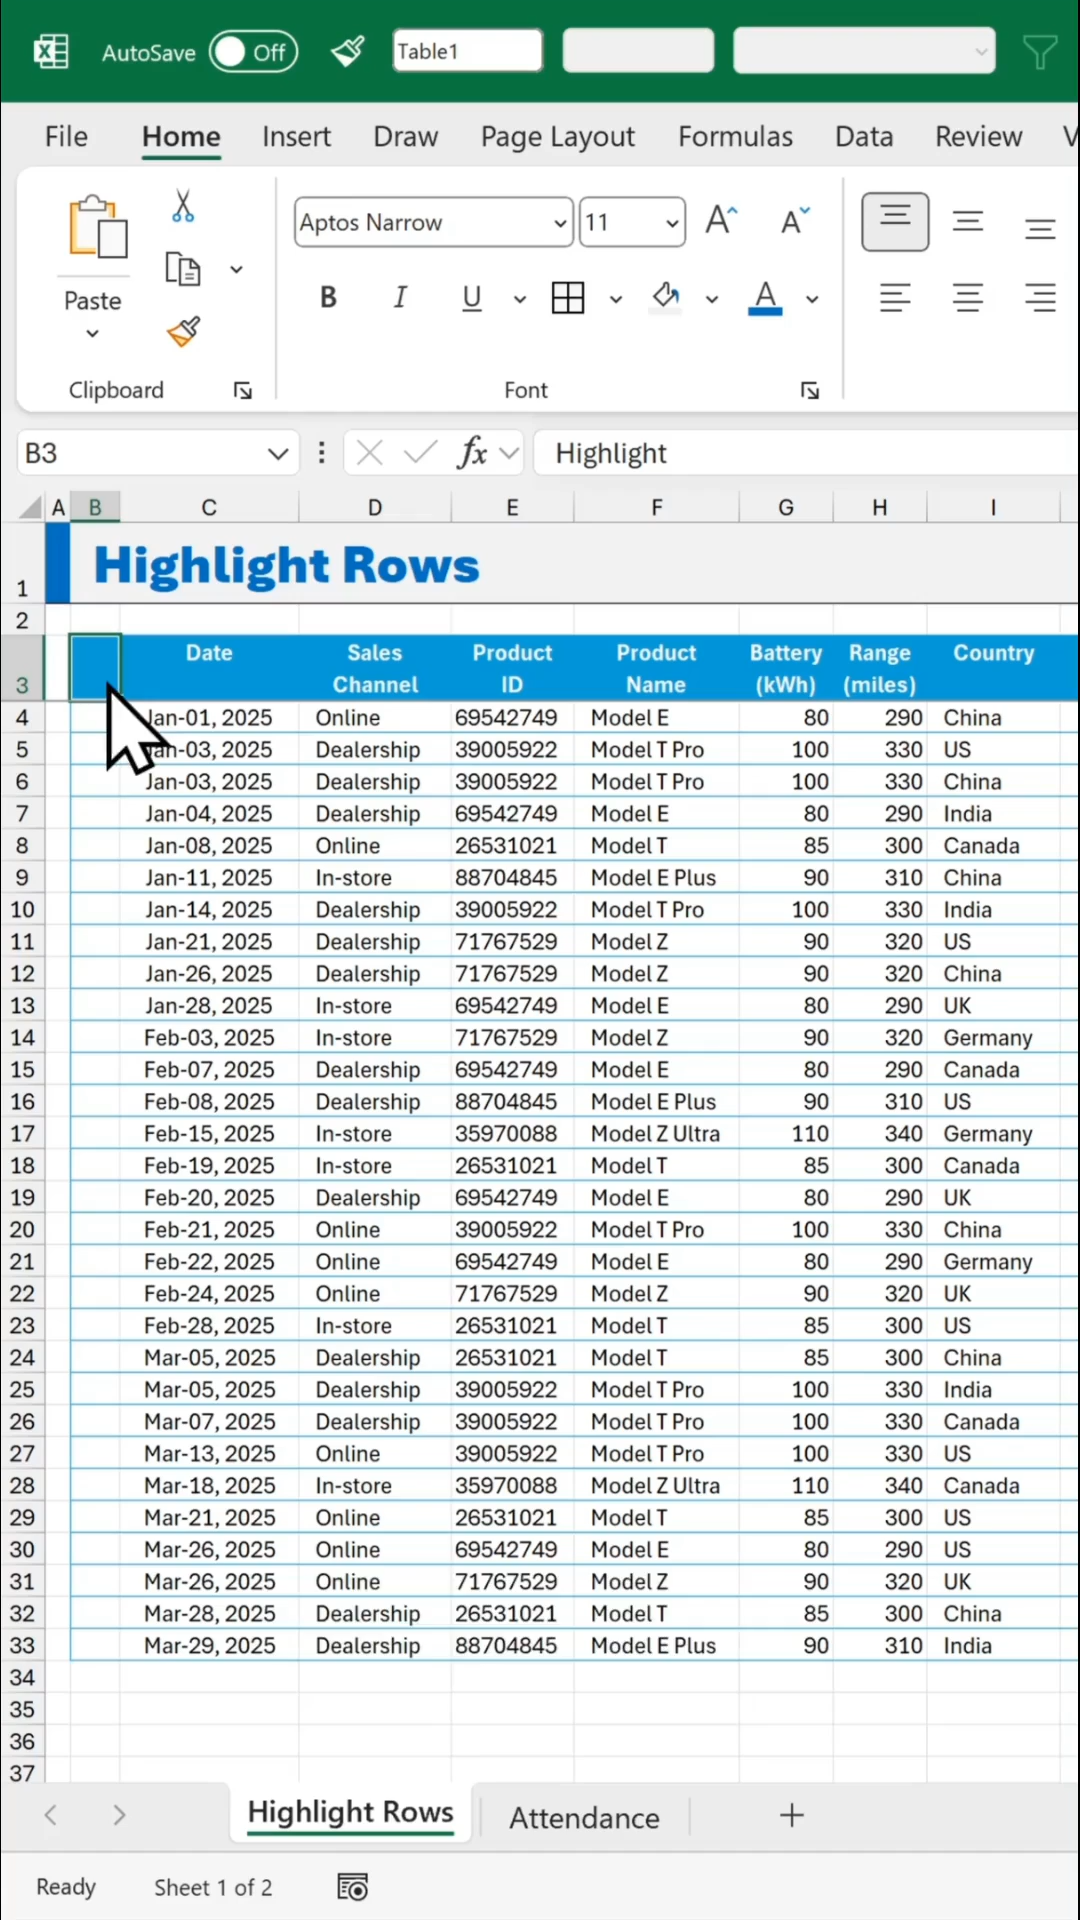 AutoSave Off Table1
File Home Insert Draw Page Layout Formulas Data Review V
Aptos Narrow 11 A A
Paste B I U A
Clipboard Font
B3 fx Highlight
A B C D E F G H I
1 Highlight Rows
2
3 Date Sales Channel Product ID Product Name Battery (kWh) Range (miles) Country
4 Jan-01, 2025 Online 69542749 Model E 80 290 China
5 Jan-03, 2025 Dealership 39005922 Model T Pro 100 330 US
6 Jan-03, 2025 Dealership 39005922 Model T Pro 100 330 China
7 Jan-04, 2025 Dealership 69542749 Model E 80 290 India
8 Jan-08, 2025 Online 26531021 Model T 85 300 Canada
9 Jan-11, 2025 In-store 88704845 Model E Plus 90 310 China
10 Jan-14, 2025 Dealership 39005922 Model T Pro 100 330 India
11 Jan-21, 2025 Dealership 71767529 Model Z 90 320 US
12 Jan-26, 2025 Dealership 71767529 Model Z 90 320 China
13 Jan-28, 2025 In-store 69542749 Model E 80 290 UK
14 Feb-03, 2025 In-store 71767529 Model Z 90 320 Germany
15 Feb-07, 2025 Dealership 69542749 Model E 80 290 Canada
16 Feb-08, 2025 Dealership 88704845 Model E Plus 90 310 US
17 Feb-15, 2025 In-store 35970088 Model Z Ultra 110 340 Germany
18 Feb-19, 2025 In-store 26531021 Model T 85 300 Canada
19 Feb-20, 2025 Dealership 69542749 Model E 80 290 UK
20 Feb-21, 2025 Online 39005922 Model T Pro 100 330 China
21 Feb-22, 2025 Online 69542749 Model E 80 290 Germany
22 Feb-24, 2025 Online 71767529 Model Z 90 320 UK
23 Feb-28, 2025 In-store 26531021 Model T 85 300 US
24 Mar-05, 2025 Dealership 26531021 Model T 85 300 China
25 Mar-05, 2025 Dealership 39005922 Model T Pro 100 330 India
26 Mar-07, 2025 Dealership 39005922 Model T Pro 100 330 Canada
27 Mar-13, 2025 Online 39005922 Model T Pro 100 330 US
28 Mar-18, 2025 In-store 35970088 Model Z Ultra 110 340 Canada
29 Mar-21, 2025 Online 26531021 Model T 85 300 US
30 Mar-26, 2025 Online 69542749 Model E 80 290 US
31 Mar-26, 2025 Online 71767529 Model Z 90 320 UK
32 Mar-28, 2025 Dealership 26531021 Model T 85 300 China
33 Mar-29, 2025 Dealership 88704845 Model E Plus 90 310 India
34
35
36
37
Highlight Rows Attendance
Ready Sheet 1 of 2